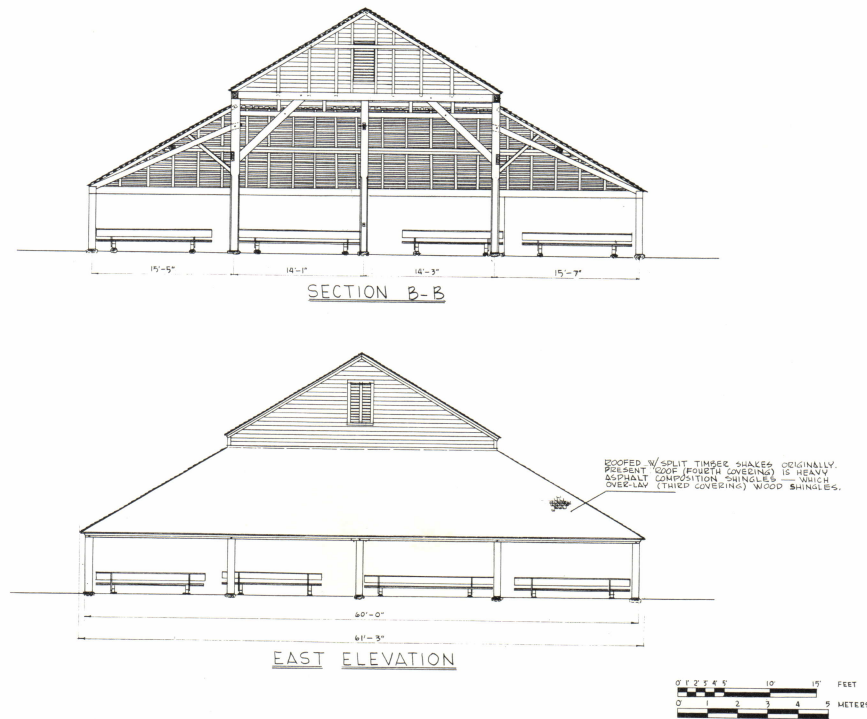 15'-5" 14'-1" 14'-3" 15'-7"
SECTION B-B
ROOFED W/SPLIT TIMBER SHAKES ORIGINALLY.
PRESENT ROOF (FOURTH COVERING) IS HEAVY
ASPHALT COMPOSITION SHINGLES — WHICH
OVER-LAY (THIRD COVERING) WOOD SHINGLES.
60'-0"
61'-3"
EAST ELEVATION
0 1' 2' 3' 4' 5' 10' 15' FEET
0 1 2 3 4 5 METERS